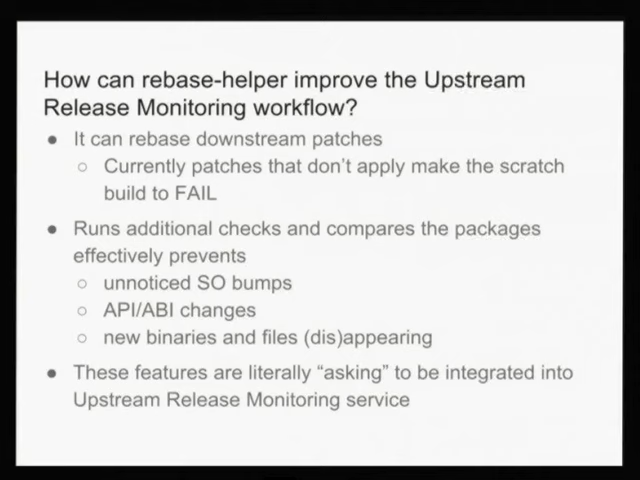 How can rebase-helper improve the Upstream
Release Monitoring workflow?
● It can rebase downstream patches
○ Currently patches that don't apply make the scratch
build to FAIL
● Runs additional checks and compares the packages
effectively prevents
○ unnoticed SO bumps
○ API/ABI changes
○ new binaries and files (dis)appearing
● These features are literally “asking” to be integrated into
Upstream Release Monitoring service